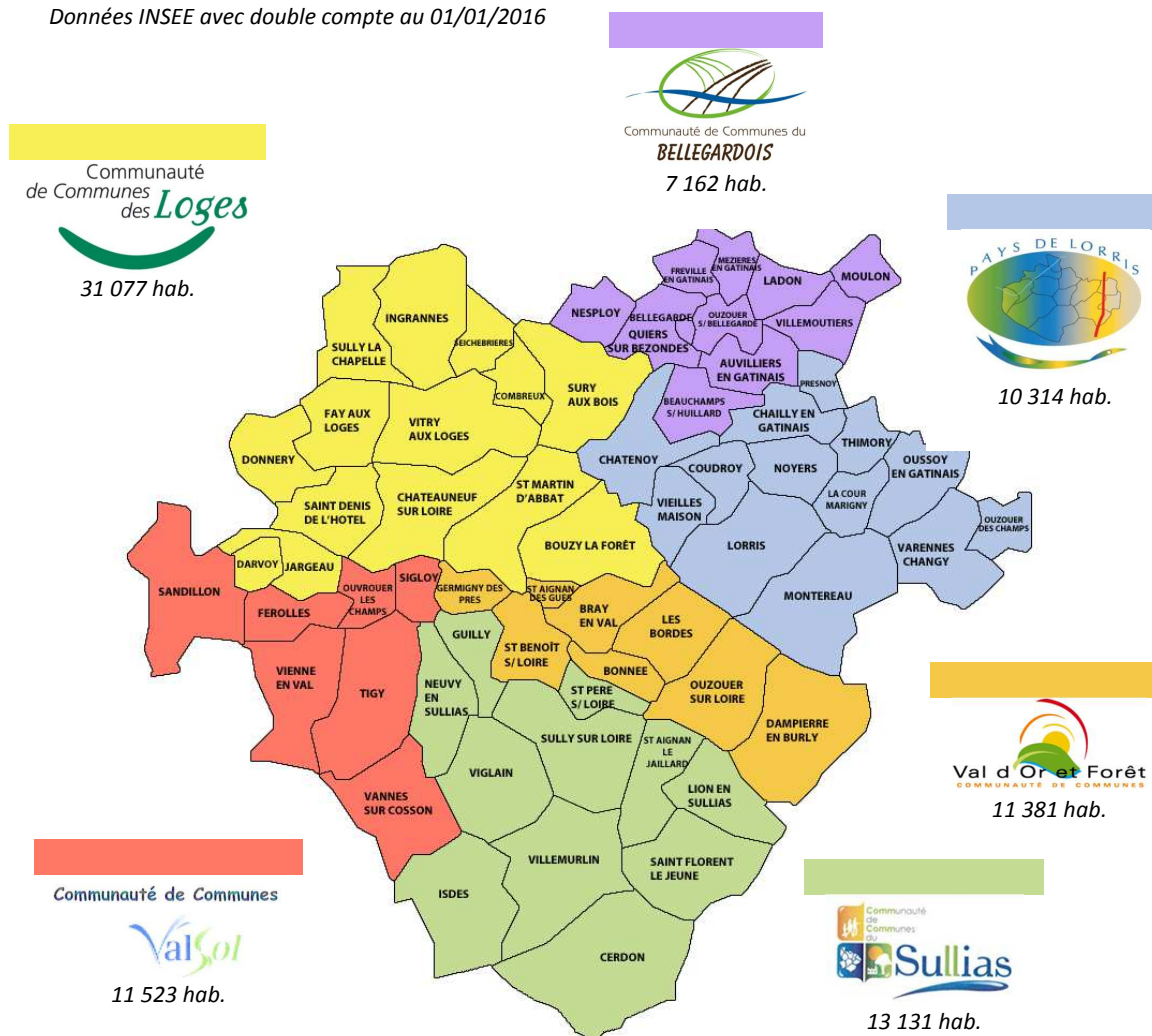 Données INSEE avec double compte au 01/01/2016
Communauté de Communes du
BELLEGARDOIS
7 162 hab.
Communauté
de Communes
des Loges
31 077 hab.
PAYS DE LORRIS
10 314 hab.
FREVILLE
EN GATINAIS
MEZIERES
EN GATINAIS
LADON
MOULON
NESPLOY
BELLEGARDE
OUZOUER
S/ BELLEGARDE
VILLEMOUTIERS
QUIERS
SUR BEZONDES
AUVILLIERS
EN GATINAIS
BEAUCHAMPS
S/ HUILLARD
INGRANNES
SULLY LA
CHAPELLE
SEICHEBRIERES
COMBREUX
SURY
AUX BOIS
FAY AUX
LOGES
VITRY
AUX LOGES
DONNERY
SAINT DENIS
DE L'HOTEL
CHATEAUNEUF
SUR LOIRE
ST MARTIN
D'ABBAT
BOUZY LA FORÊT
DARVOY
JARGEAU
PRESNOY
CHAILLY EN
GATINAIS
THIMORY
CHATENOY
COUDROY
NOYERS
OUSSOY
EN GATINAIS
VIEILLES
MAISON
LA COUR
MARIGNY
OUZOUER
DES CHAMPS
LORRIS
VARENNES
CHANGY
MONTEREAU
SANDILLON
FEROLLES
OUVROUER
LES
CHAMPS
SIGLOY
VIENNE
EN VAL
TIGY
VANNES
SUR COSSON
GERMIGNY DES
PRES
ST AIGNAN
DES GUES
BRAY
EN VAL
LES
BORDES
ST BENOÎT
S/ LOIRE
BONNEE
OUZOUER
SUR LOIRE
DAMPIERRE
EN BURLY
GUILLY
NEUVY
EN
SULLIAS
ST PERE
S/ LOIRE
SULLY SUR LOIRE
ST AIGNAN
LE
JAILLARD
VIGLAIN
LION EN
SULLIAS
VILLEMURLIN
SAINT FLORENT
LE JEUNE
ISDES
CERDON
Val d'Or et Forêt
COMMUNAUTÉ DE COMMUNES
11 381 hab.
Communauté de Communes
ValSol
11 523 hab.
Communauté
de
Communes
du
Sullias
13 131 hab.